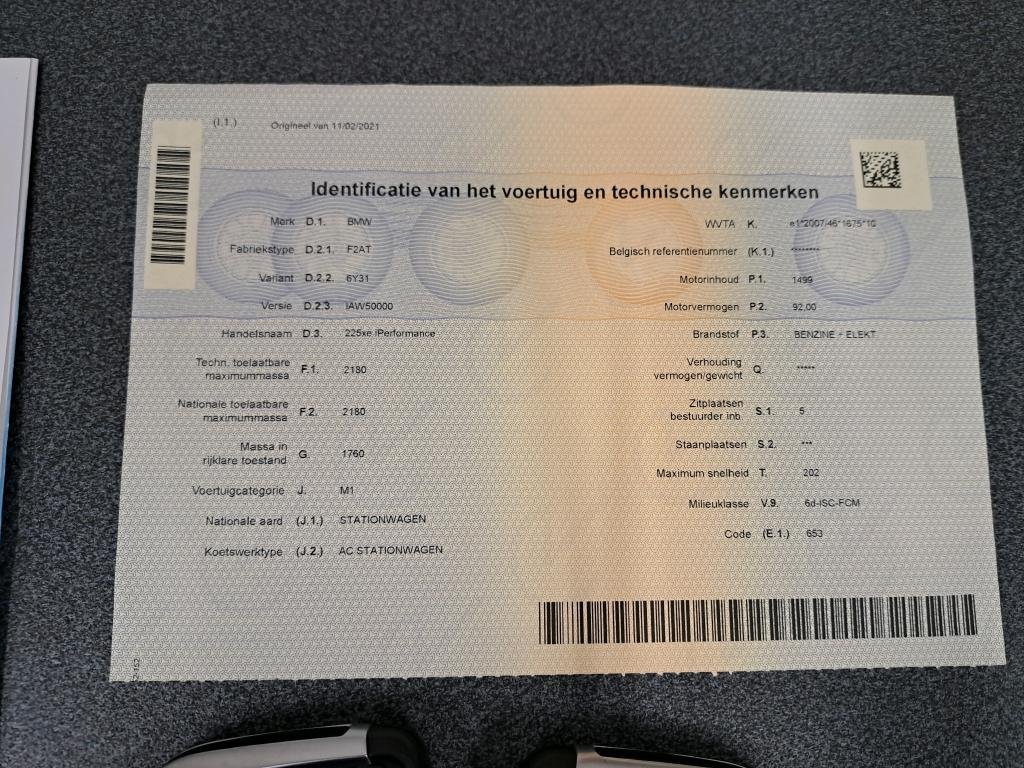 (I.1.) Origineel van 11/02/2021
Identificatie van het voertuig en technische kenmerken
Merk D.1. BMW
Fabriekstype D.2.1. F2AT
Variant D.2.2. 6Y31
Versie D.2.3. IAW50000
Handelsnaam D.3. 225xe iPerformance
Techn. toelaatbare
maximummassa F.1. 2180
Nationale toelaatbare
maximummassa F.2. 2180
Massa in
rijklare toestand G. 1760
Voertuigcategorie J. M1
Nationale aard (J.1.) STATIONWAGEN
Koetswerktype (J.2.) AC STATIONWAGEN
WVTA K. e1*2007/46*1675*10
Belgisch referentienummer (K.1.) ********
Motorinhoud P.1. 1499
Motorvermogen P.2. 92.00
Brandstof P.3. BENZINE + ELEKT
Verhouding
vermogen/gewicht Q. *****
Zitplaatsen
bestuurder inb. S.1. 5
Staanplaatsen S.2. ***
Maximum snelheid T. 202
Milieuklasse V.9. 6d-ISC-FCM
Code (E.1.) 653